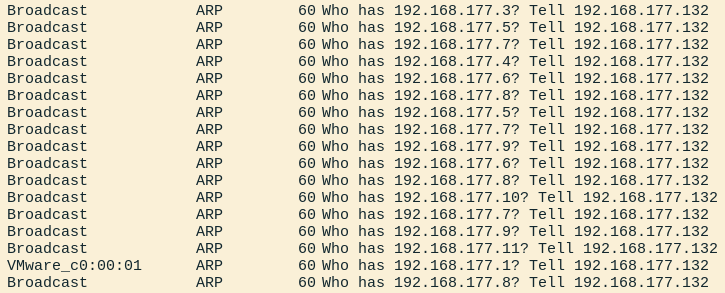 Broadcast ARP 60 Who has 192.168.177.3? Tell 192.168.177.132
Broadcast ARP 60 Who has 192.168.177.5? Tell 192.168.177.132
Broadcast ARP 60 Who has 192.168.177.7? Tell 192.168.177.132
Broadcast ARP 60 Who has 192.168.177.4? Tell 192.168.177.132
Broadcast ARP 60 Who has 192.168.177.6? Tell 192.168.177.132
Broadcast ARP 60 Who has 192.168.177.8? Tell 192.168.177.132
Broadcast ARP 60 Who has 192.168.177.5? Tell 192.168.177.132
Broadcast ARP 60 Who has 192.168.177.7? Tell 192.168.177.132
Broadcast ARP 60 Who has 192.168.177.9? Tell 192.168.177.132
Broadcast ARP 60 Who has 192.168.177.6? Tell 192.168.177.132
Broadcast ARP 60 Who has 192.168.177.8? Tell 192.168.177.132
Broadcast ARP 60 Who has 192.168.177.10? Tell 192.168.177.132
Broadcast ARP 60 Who has 192.168.177.7? Tell 192.168.177.132
Broadcast ARP 60 Who has 192.168.177.9? Tell 192.168.177.132
Broadcast ARP 60 Who has 192.168.177.11? Tell 192.168.177.132
VMware_c0:00:01 ARP 60 Who has 192.168.177.1? Tell 192.168.177.132
Broadcast ARP 60 Who has 192.168.177.8? Tell 192.168.177.132